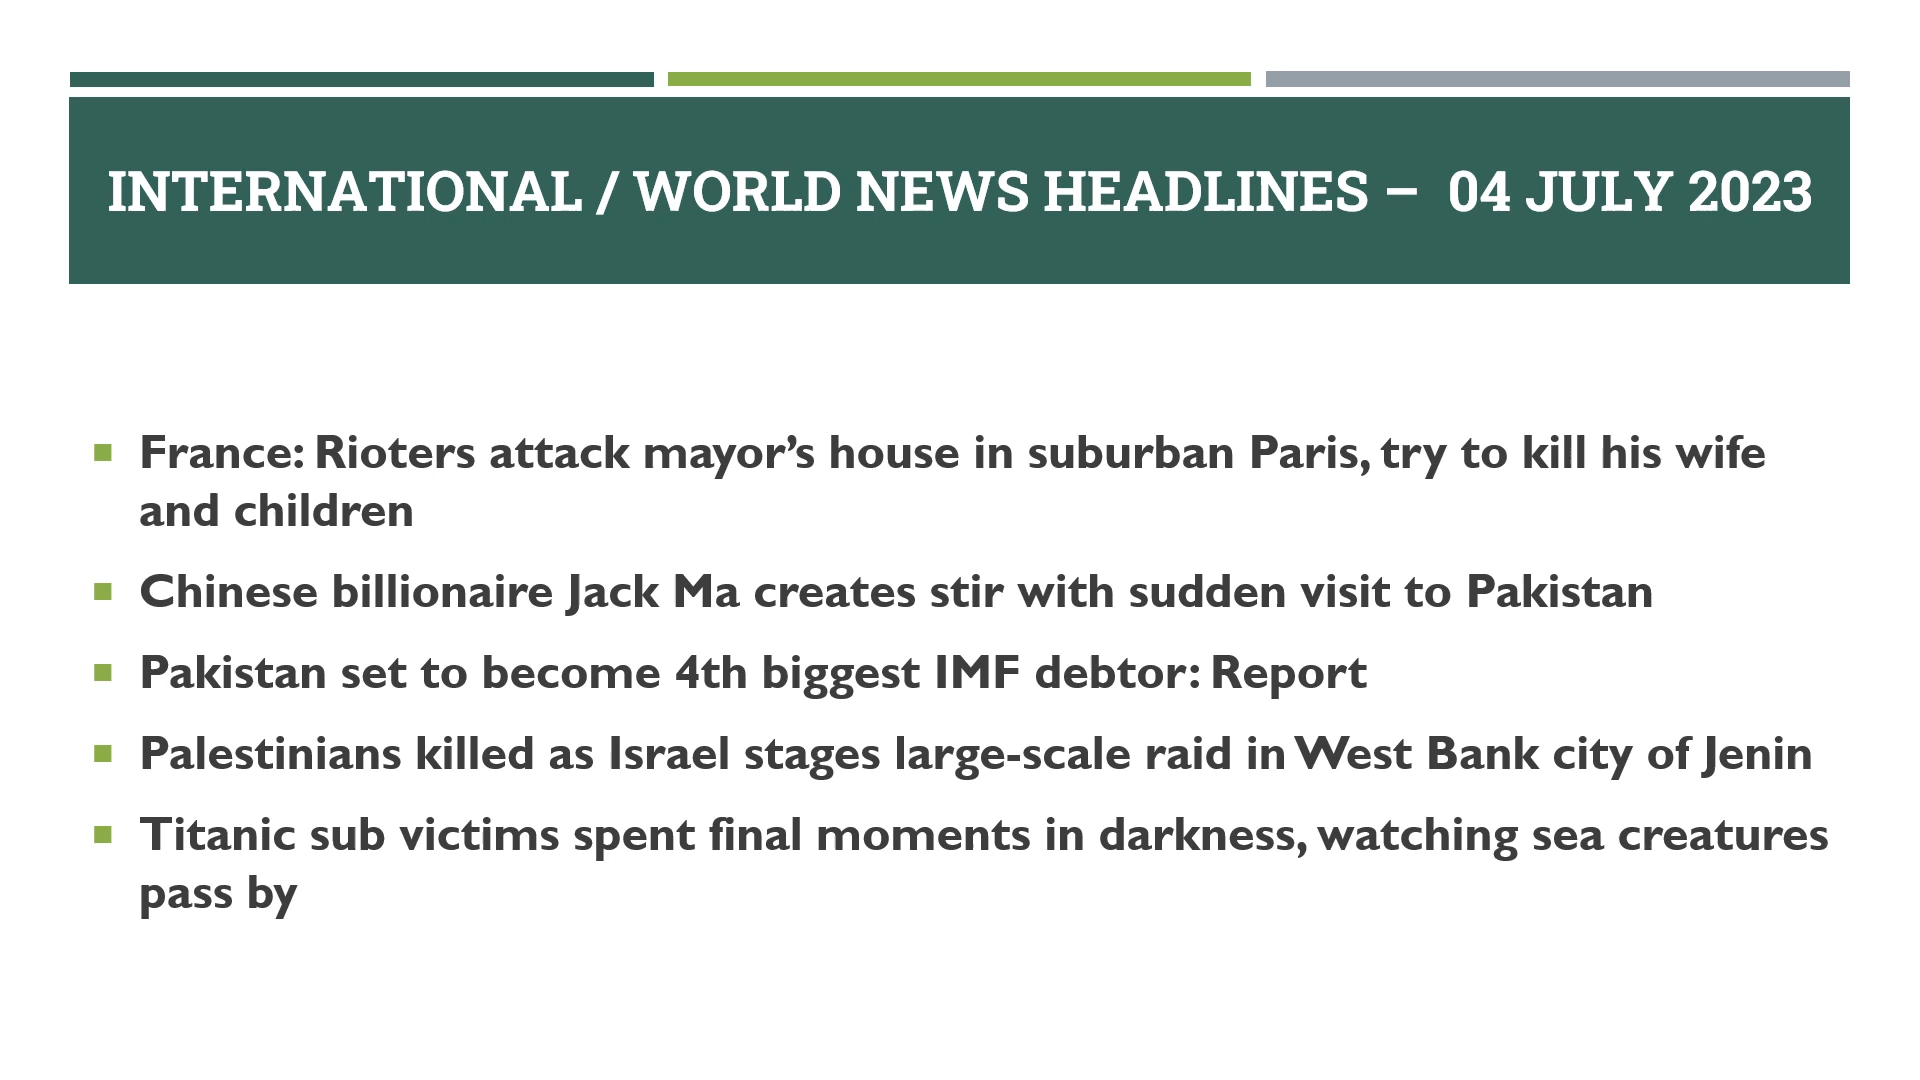 INTERNATIONAL / WORLD NEWS HEADLINES – 04 JULY 2023
France: Rioters attack mayor’s house in suburban Paris, try to kill his wife
and children
Chinese billionaire Jack Ma creates stir with sudden visit to Pakistan
Pakistan set to become 4th biggest IMF debtor: Report
Palestinians killed as Israel stages large-scale raid in West Bank city of Jenin
Titanic sub victims spent final moments in darkness, watching sea creatures
pass by